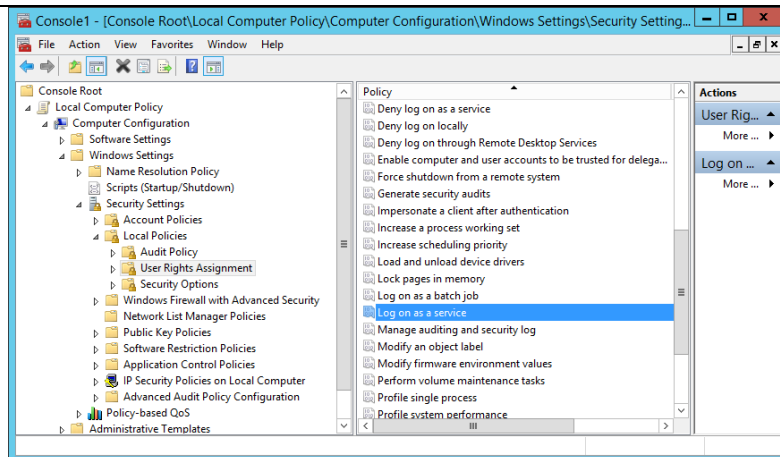 Console1 - [Console Root\Local Computer Policy\Computer Configuration\Windows Settings\Security Setting...
File Action View Favorites Window Help
Console Root
Local Computer Policy
Computer Configuration
Software Settings
Windows Settings
Name Resolution Policy
Scripts (Startup/Shutdown)
Security Settings
Account Policies
Local Policies
Audit Policy
User Rights Assignment
Security Options
Windows Firewall with Advanced Security
Network List Manager Policies
Public Key Policies
Software Restriction Policies
Application Control Policies
IP Security Policies on Local Computer
Advanced Audit Policy Configuration
Policy-based QoS
Administrative Templates
Policy
Deny log on as a service
Deny log on locally
Deny log on through Remote Desktop Services
Enable computer and user accounts to be trusted for delega...
Force shutdown from a remote system
Generate security audits
Impersonate a client after authentication
Increase a process working set
Increase scheduling priority
Load and unload device drivers
Lock pages in memory
Log on as a batch job
Log on as a service
Manage auditing and security log
Modify an object label
Modify firmware environment values
Perform volume maintenance tasks
Profile single process
Profile system performance
Actions
User Rig...
More ...
Log on ...
More ...